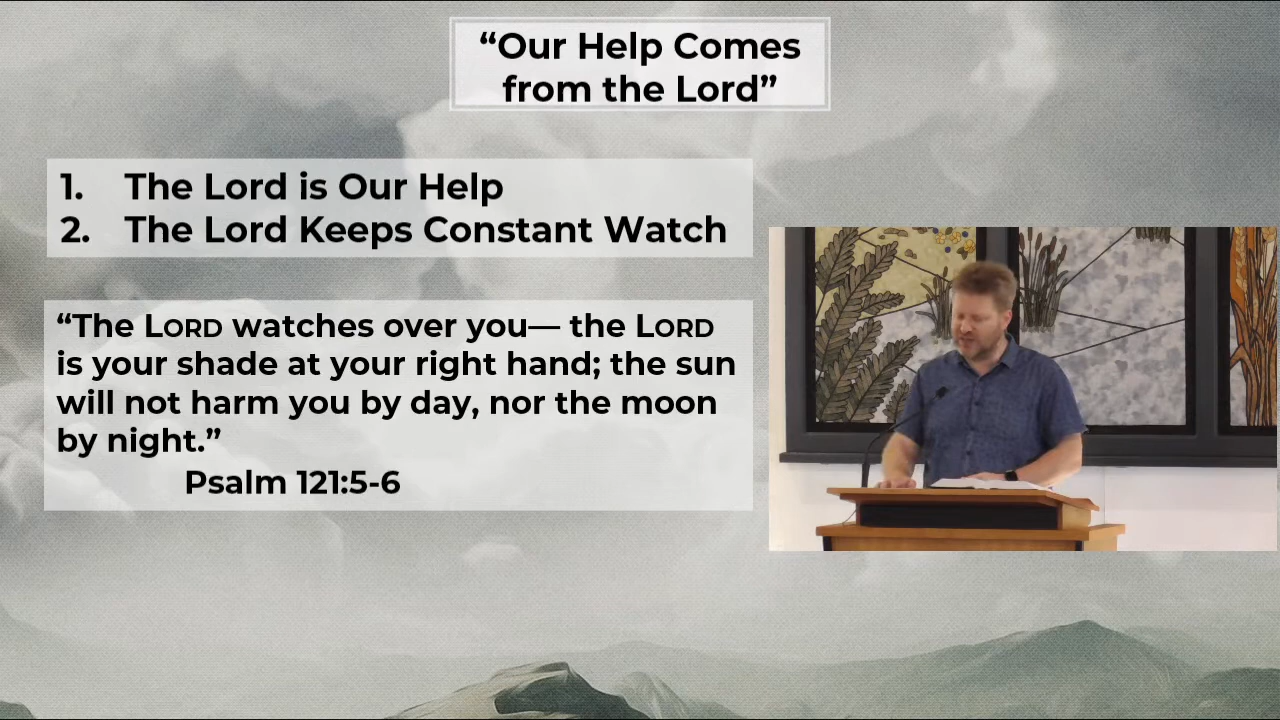 “Our Help Comes
from the Lord”
1. The Lord is Our Help
2. The Lord Keeps Constant Watch
“The LORD watches over you— the LORD
is your shade at your right hand; the sun
will not harm you by day, nor the moon
by night.”
Psalm 121:5-6